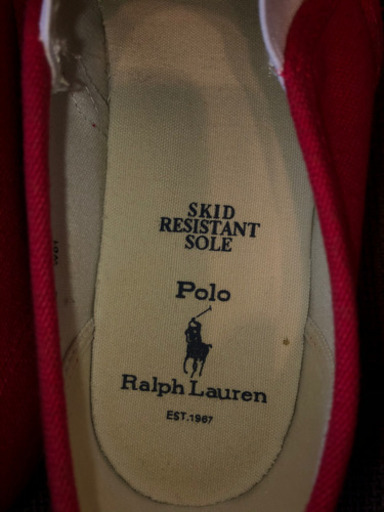 SKID
RESISTANT
SOLE
Polo
Ralph Lauren
EST. 1967